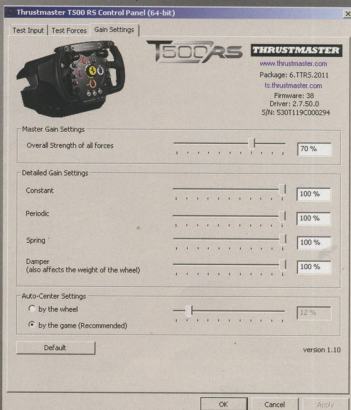 Thrustmaster T500 RS Control Panel (64-bit)
Test Input Test Forces Gain Settings
T500RS THRUSTMASTER
www.thrustmaster.com
Package: 6.TTRS.2011
ts.thrustmaster.com
Firmware: 38
Driver: 2.7.50.0
S/N: 530T119C000294
Master Gain Settings
Overall Strength of all forces 70 %
Detailed Gain Settings
Constant 100 %
Periodic 100 %
Spring 100 %
Damper
(also affects the weight of the wheel) 100 %
Auto-Center Settings
by the wheel 12 %
by the game (Recommended)
Default version 1.10
OK Cancel Apply